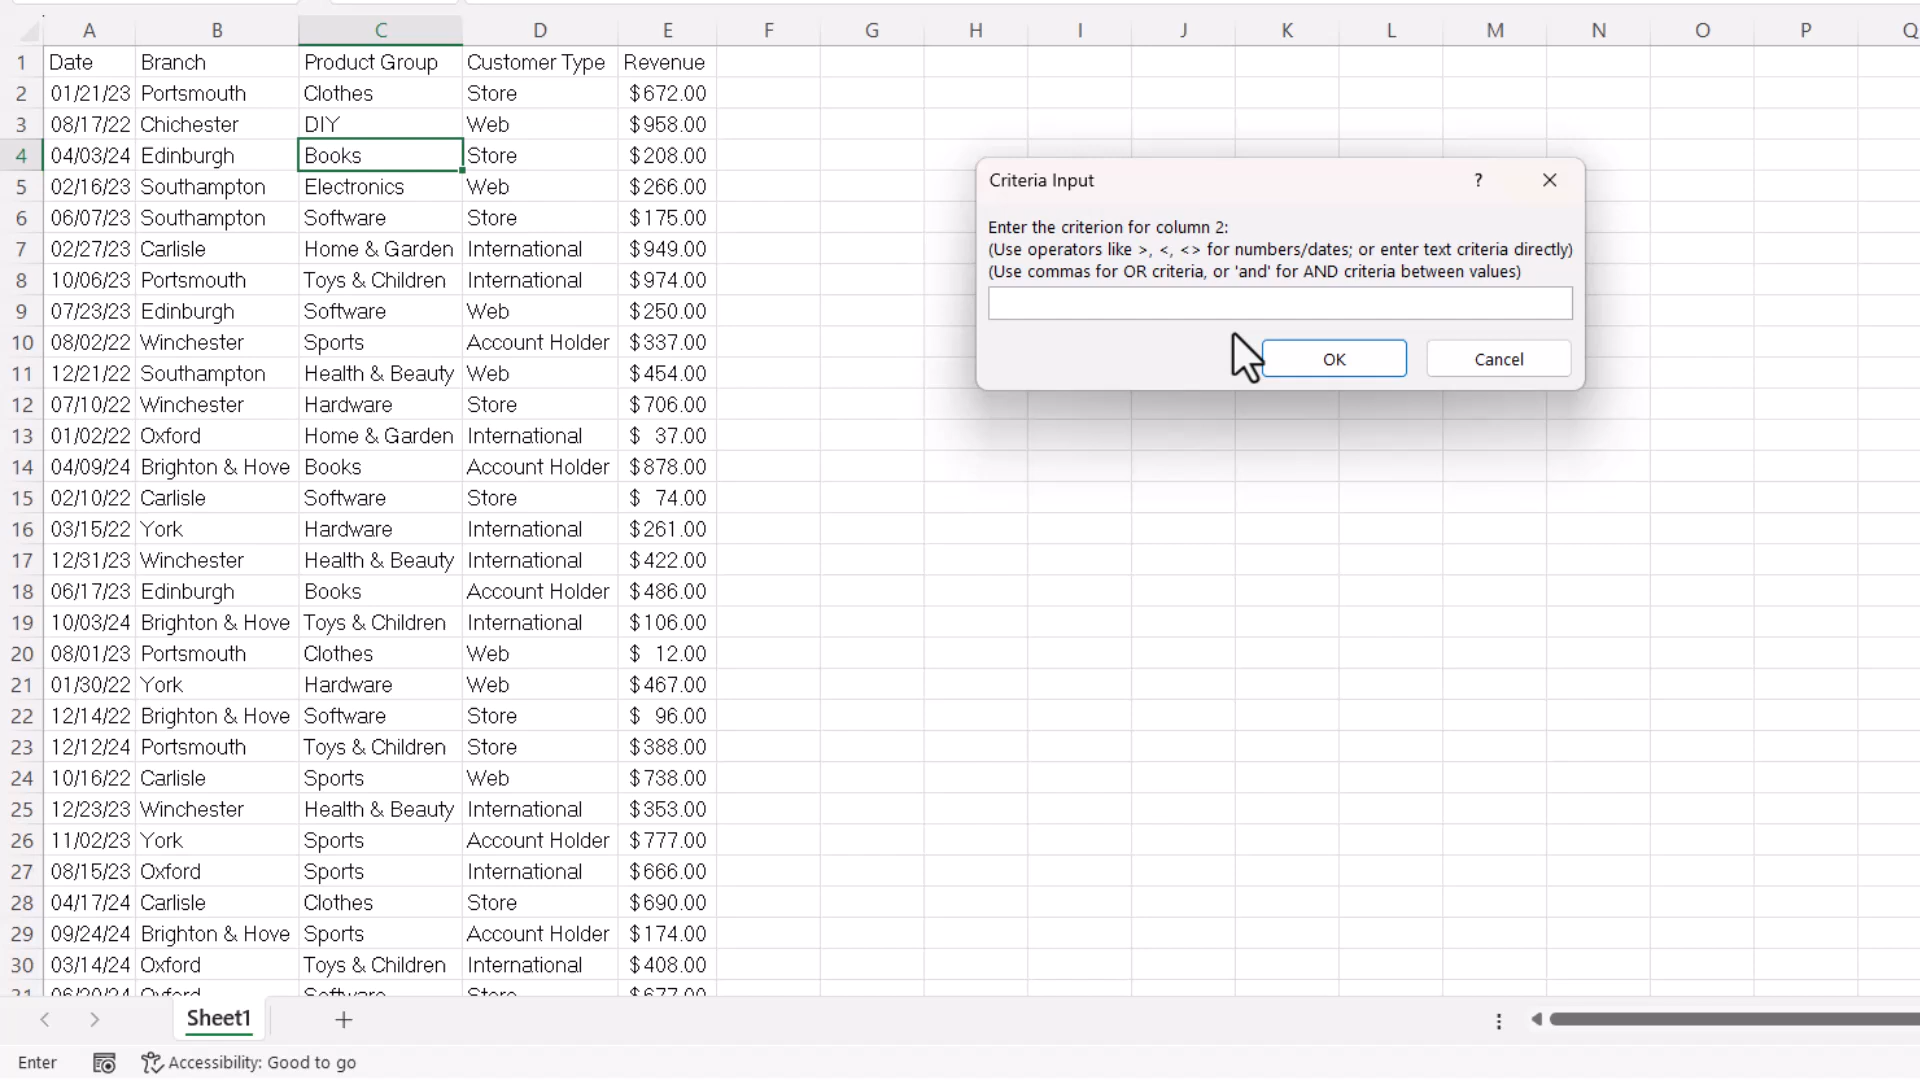 A B C D E F G H I J K L M N O P Q
1 Date Branch Product Group Customer Type Revenue
2 01/21/23 Portsmouth Clothes Store $672.00
3 08/17/22 Chichester DIY Web $958.00
4 04/03/24 Edinburgh Books Store $208.00
5 02/16/23 Southampton Electronics Web $266.00
6 06/07/23 Southampton Software Store $175.00
7 02/27/23 Carlisle Home & Garden International $949.00
8 10/06/23 Portsmouth Toys & Children International $974.00
9 07/23/23 Edinburgh Software Web $250.00
10 08/02/22 Winchester Sports Account Holder $337.00
11 12/21/22 Southampton Health & Beauty Web $454.00
12 07/10/22 Winchester Hardware Store $706.00
13 01/02/22 Oxford Home & Garden International $ 37.00
14 04/09/24 Brighton & Hove Books Account Holder $878.00
15 02/10/22 Carlisle Software Store $ 74.00
16 03/15/22 York Hardware International $261.00
17 12/31/23 Winchester Health & Beauty International $422.00
18 06/17/23 Edinburgh Books Account Holder $486.00
19 10/03/24 Brighton & Hove Toys & Children International $106.00
20 08/01/23 Portsmouth Clothes Web $ 12.00
21 01/30/22 York Hardware Web $467.00
22 12/14/22 Brighton & Hove Software Store $ 96.00
23 12/12/24 Portsmouth Toys & Children Store $388.00
24 10/16/22 Carlisle Sports Web $738.00
25 12/23/23 Winchester Health & Beauty International $353.00
26 11/02/23 York Sports Account Holder $777.00
27 08/15/23 Oxford Sports International $666.00
28 04/17/24 Carlisle Clothes Store $690.00
29 09/24/24 Brighton & Hove Sports Account Holder $174.00
30 03/14/24 Oxford Toys & Children International $408.00
31 06/20/24 Oxford Software Store $677.00
Criteria Input ?
Enter the criterion for column 2:
(Use operators like >, <, <> for numbers/dates; or enter text criteria directly)
(Use commas for OR criteria, or 'and' for AND criteria between values)
OK Cancel
Sheet1
Enter Accessibility: Good to go